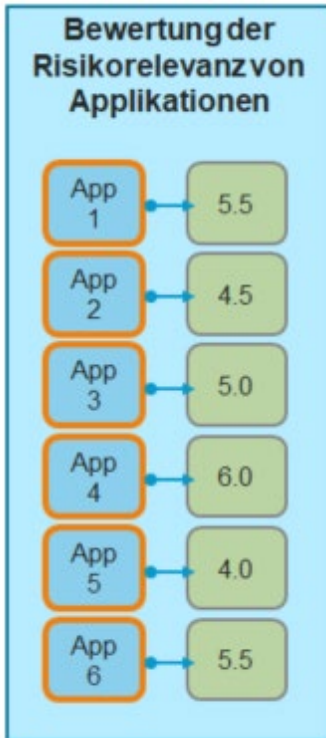 Bewertung der
Risikorelevanz von
Applikationen
App
1
5.5
App
2
4.5
App
3
5.0
App
4
6.0
App
5
4.0
App
6
5.5